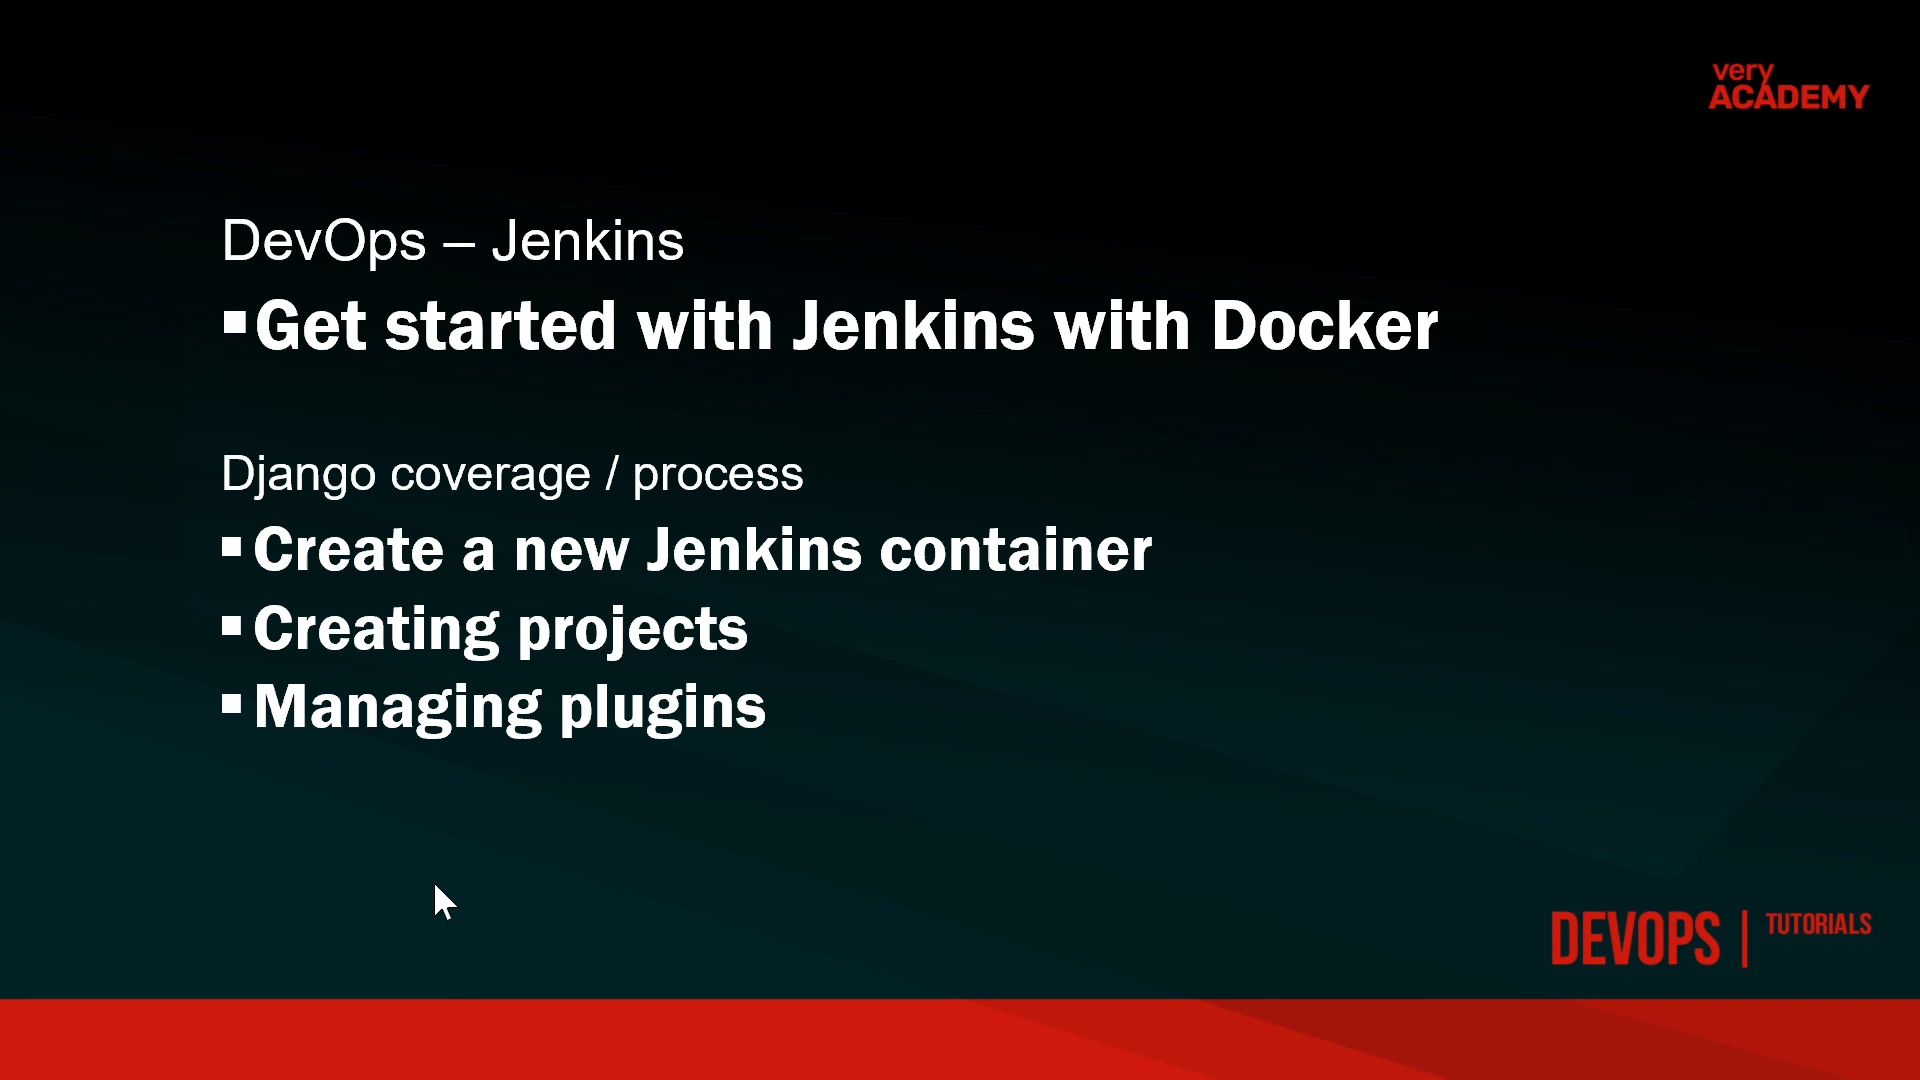 very
ACADEMY
DevOps – Jenkins
▪Get started with Jenkins with Docker
Django coverage / process
▪Create a new Jenkins container
▪Creating projects
▪Managing plugins
DEVOPS | TUTORIALS